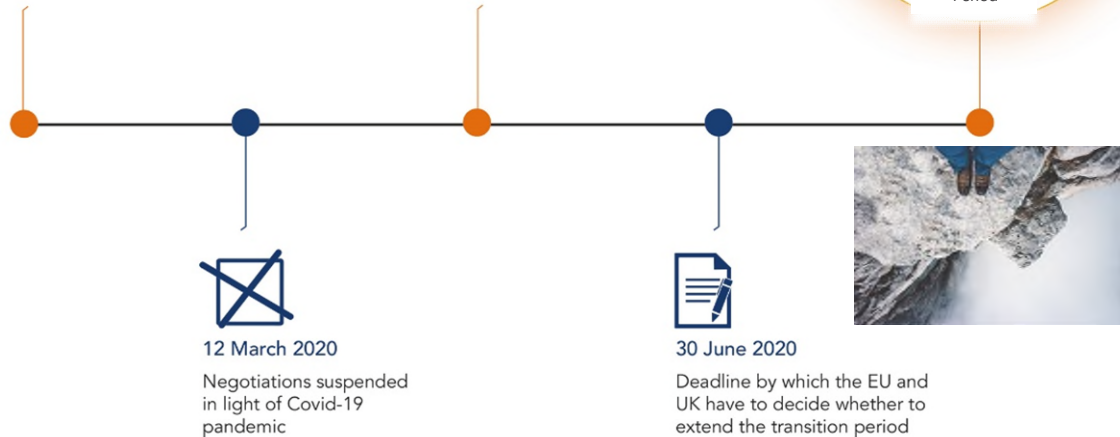 12 March 2020
Negotiations suspended
in light of Covid-19
pandemic
30 June 2020
Deadline by which the EU and
UK have to decide whether to
extend the transition period